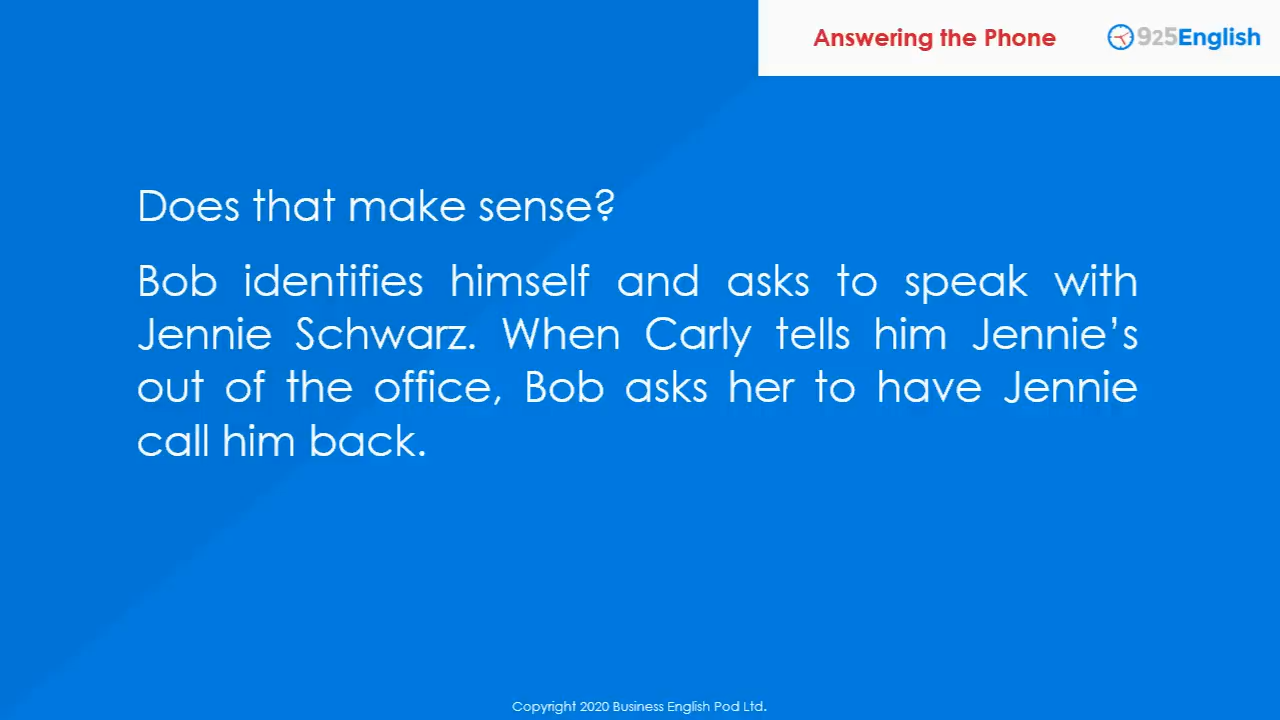 Answering the Phone
925English
Does that make sense?
Bob identifies himself and asks to speak with
Jennie Schwarz. When Carly tells him Jennie’s
out of the office, Bob asks her to have Jennie
call him back.
Copyright 2020 Business English Pod Ltd.